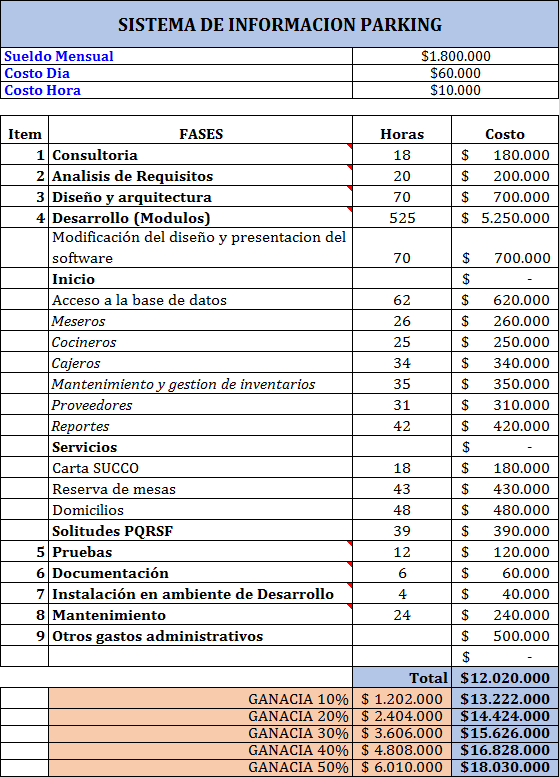 SISTEMA DE INFORMACION PARKING
Sueldo Mensual $1.800.000
Costo Dia $60.000
Costo Hora $10.000
Item FASES Horas Costo
1 Consultoria 18 $ 180.000
2 Analisis de Requisitos 20 $ 200.000
3 Diseño y arquitectura 70 $ 700.000
4 Desarrollo (Modulos) 525 $ 5.250.000
Modificación del diseño y presentacion del
software 70 $ 700.000
Inicio $ -
Acceso a la base de datos 62 $ 620.000
Meseros 26 $ 260.000
Cocineros 25 $ 250.000
Cajeros 34 $ 340.000
Mantenimiento y gestion de inventarios 35 $ 350.000
Proveedores 31 $ 310.000
Reportes 42 $ 420.000
Servicios $ -
Carta SUCCO 18 $ 180.000
Reserva de mesas 43 $ 430.000
Domicilios 48 $ 480.000
Solitudes PQRSF 39 $ 390.000
5 Pruebas 12 $ 120.000
6 Documentación 6 $ 60.000
7 Instalación en ambiente de Desarrollo 4 $ 40.000
8 Mantenimiento 24 $ 240.000
9 Otros gastos administrativos $ 500.000
$ -
Total $12.020.000
GANACIA 10% $ 1.202.000 $13.222.000
GANACIA 20% $ 2.404.000 $14.424.000
GANACIA 30% $ 3.606.000 $15.626.000
GANACIA 40% $ 4.808.000 $16.828.000
GANACIA 50% $ 6.010.000 $18.030.000